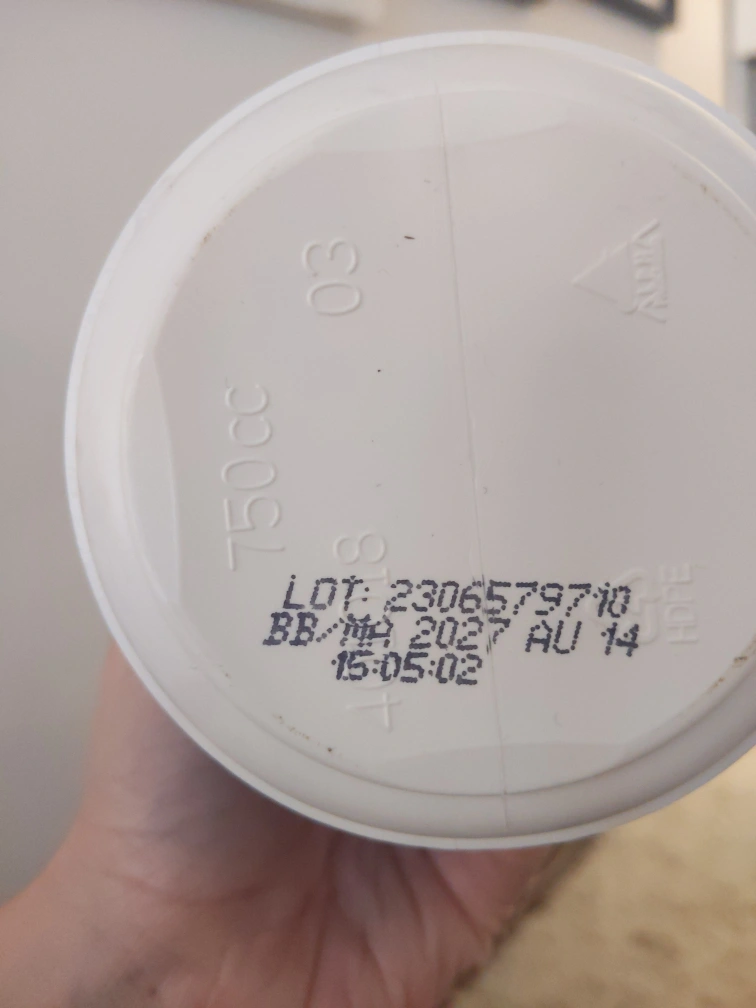 03
750cc
LOT: 2306579710
BB/MA 2027 AU 14
15:05:02
HDPE